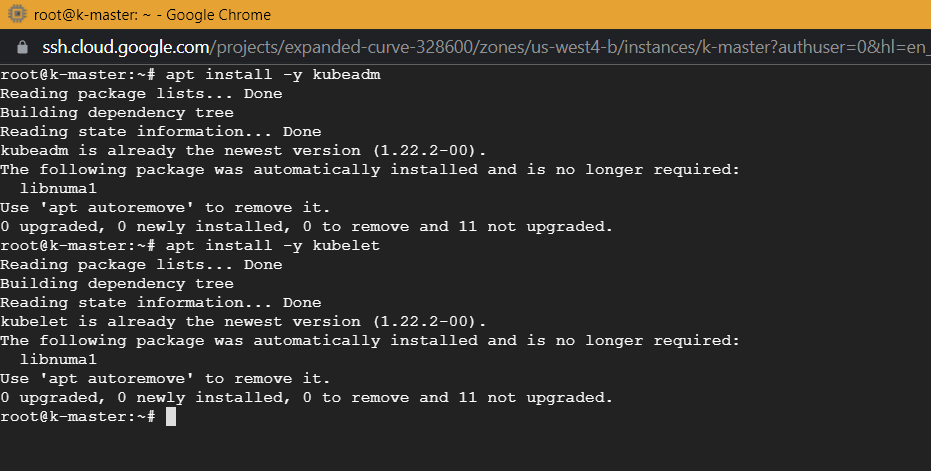 root@k-master: ~ - Google Chrome
ssh.cloud.google.com/projects/expanded-curve-328600/zones/us-west4-b/instances/k-master?authuser=0&hl=en_
root@k-master:~# apt install -y kubeadm
Reading package lists... Done
Building dependency tree
Reading state information... Done
kubeadm is already the newest version (1.22.2-00).
The following package was automatically installed and is no longer required:
  libnuma1
Use 'apt autoremove' to remove it.
0 upgraded, 0 newly installed, 0 to remove and 11 not upgraded.
root@k-master:~# apt install -y kubelet
Reading package lists... Done
Building dependency tree
Reading state information... Done
kubelet is already the newest version (1.22.2-00).
The following package was automatically installed and is no longer required:
  libnuma1
Use 'apt autoremove' to remove it.
0 upgraded, 0 newly installed, 0 to remove and 11 not upgraded.
root@k-master:~#